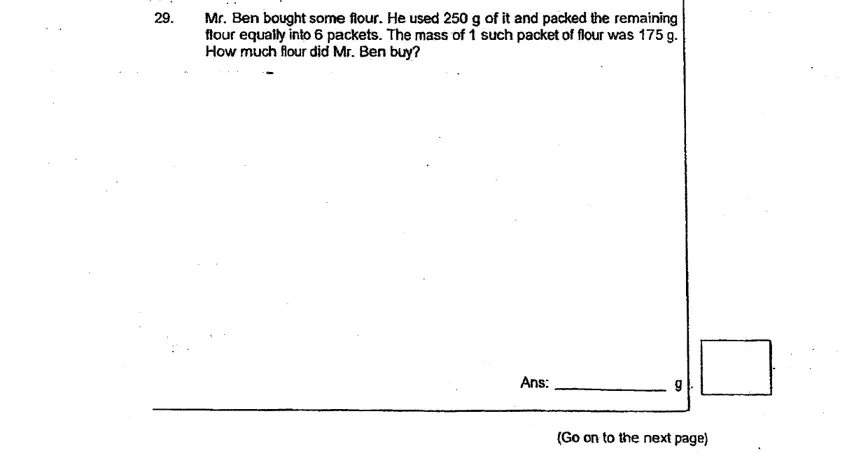 29. Mr. Ben bought some flour. He used 250 g of it and packed the remaining
flour equally into 6 packets. The mass of 1 such packet of flour was 175 g.
How much flour did Mr. Ben buy?
Ans: ____________ g
(Go on to the next page)